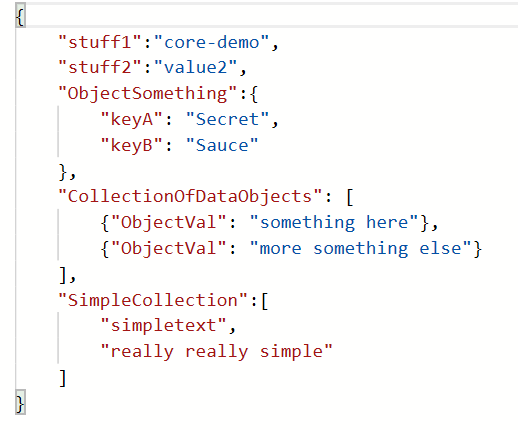 {
    "stuff1":"core-demo",
    "stuff2":"value2",
    "ObjectSomething":{
        "keyA": "Secret",
        "keyB": "Sauce"
    },
    "CollectionOfDataObjects": [
        {"ObjectVal": "something here"},
        {"ObjectVal": "more something else"}
    ],
    "SimpleCollection":[
        "simpletext",
        "really really simple"
    ]
}